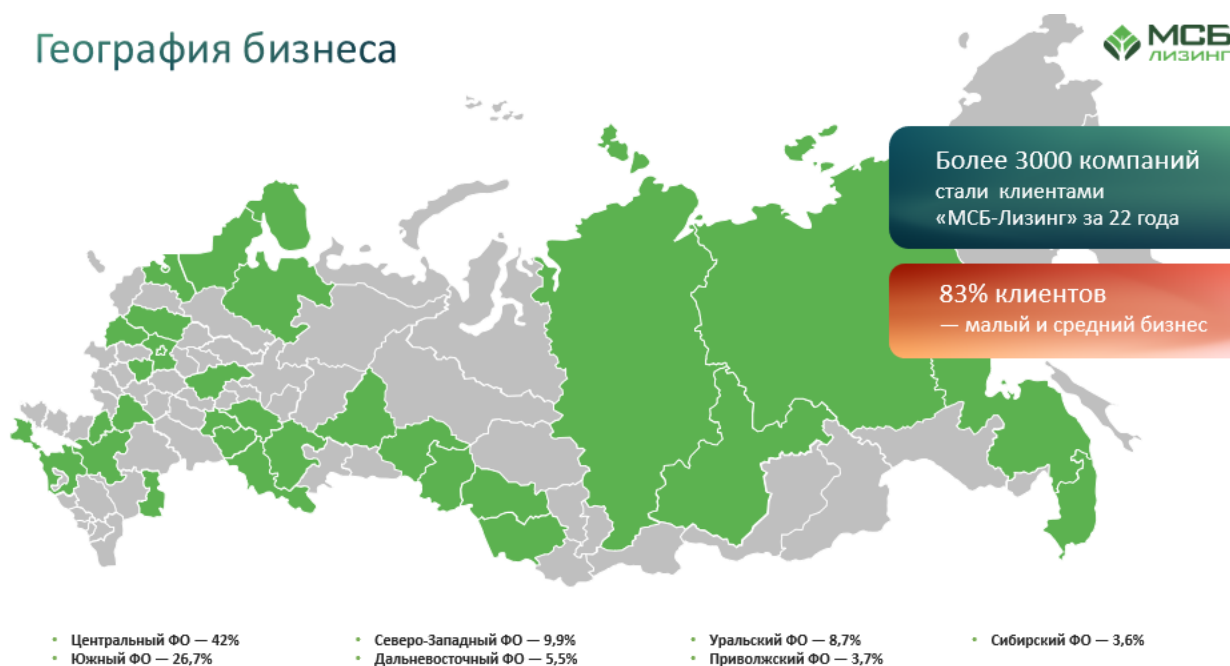 География бизнеса
МСБ
ЛИЗИНГ
Более 3000 компаний
стали клиентами
«МСБ-Лизинг» за 22 года
83% клиентов
— малый и средний бизнес
• Центральный ФО — 42%
• Южный ФО — 26,7%
• Северо-Западный ФО — 9,9%
• Дальневосточный ФО — 5,5%
• Уральский ФО — 8,7%
• Приволжский ФО — 3,7%
• Сибирский ФО — 3,6%